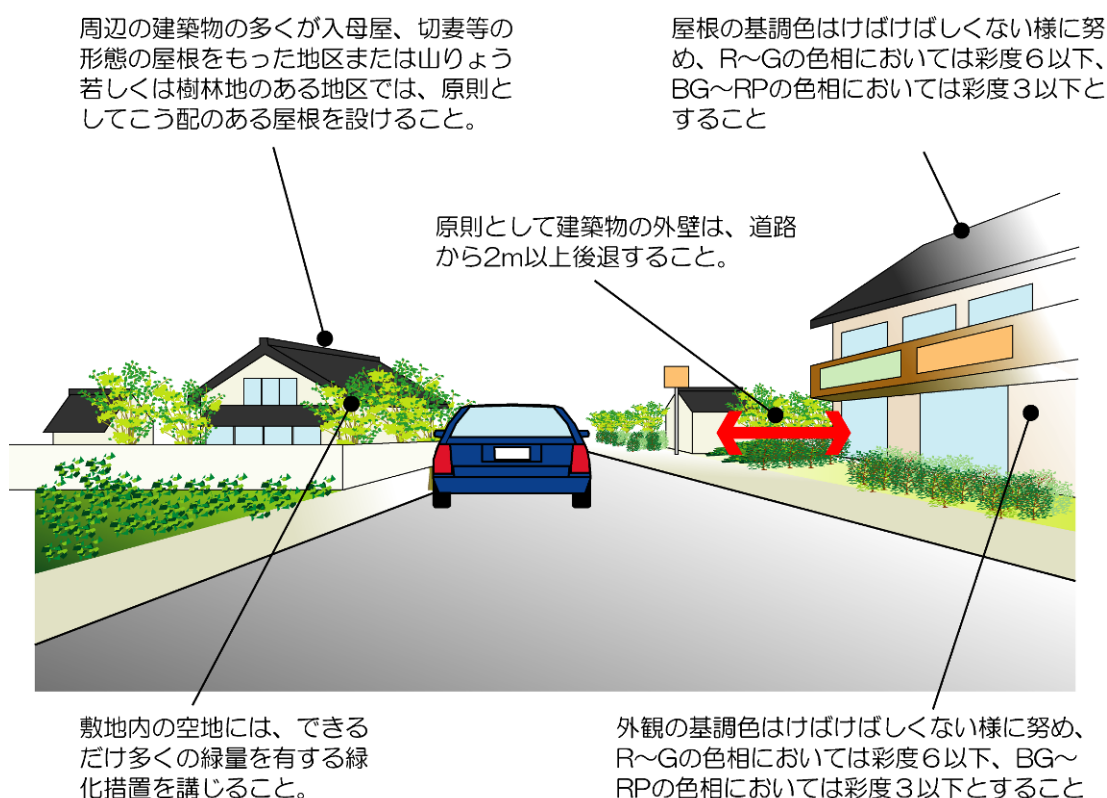 周辺の建築物の多くが入母屋、切妻等の
形態の屋根をもった地区または山りょう
若しくは樹林地のある地区では、原則と
してこう配のある屋根を設けること。
屋根の基調色はけばけばしくない様に努
め、R～Gの色相においては彩度６以下、
BG～RPの色相においては彩度３以下と
すること
原則として建築物の外壁は、道路
から2m以上後退すること。
敷地内の空地には、できる
だけ多くの緑量を有する緑
化措置を講じること。
外観の基調色はけばけばしくない様に努め、
R～Gの色相においては彩度６以下、BG～
RPの色相においては彩度３以下とすること